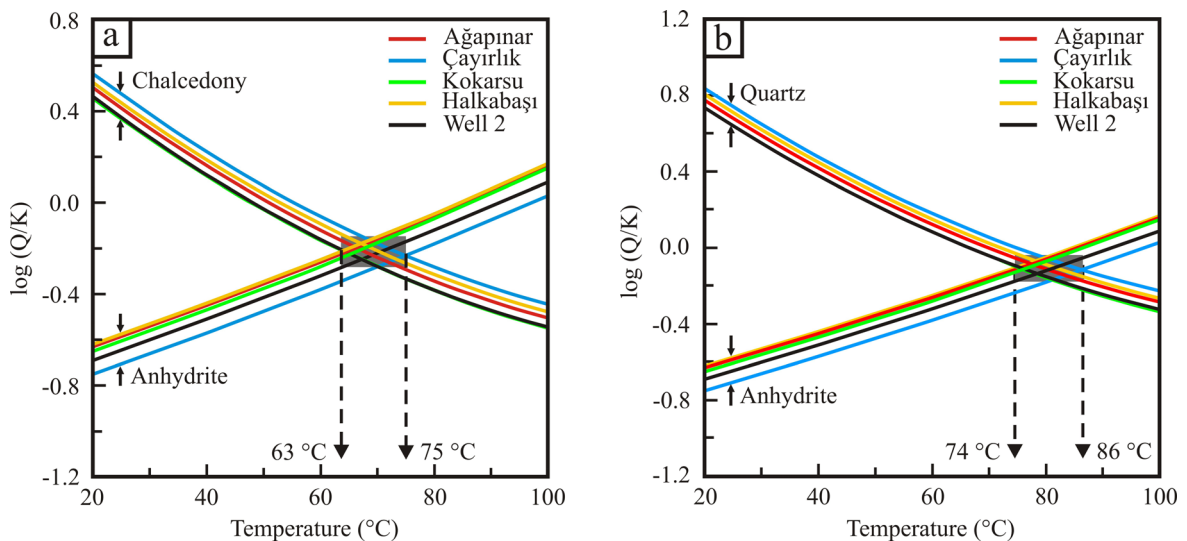 a
Ağapınar
Çayırlık
Kokarsu
Halkabaşı
Well 2
Chalcedony
Anhydrite
63 °C
75 °C
0.8
0.4
0.0
-0.4
-0.8
-1.2
log (Q/K)
20
40
60
80
100
Temperature (°C)
b
Ağapınar
Çayırlık
Kokarsu
Halkabaşı
Well 2
Quartz
Anhydrite
74 °C
86 °C
1.2
0.8
0.4
0.0
-0.4
-0.8
-1.2
log (Q/K)
20
40
60
80
100
Temperature (°C)